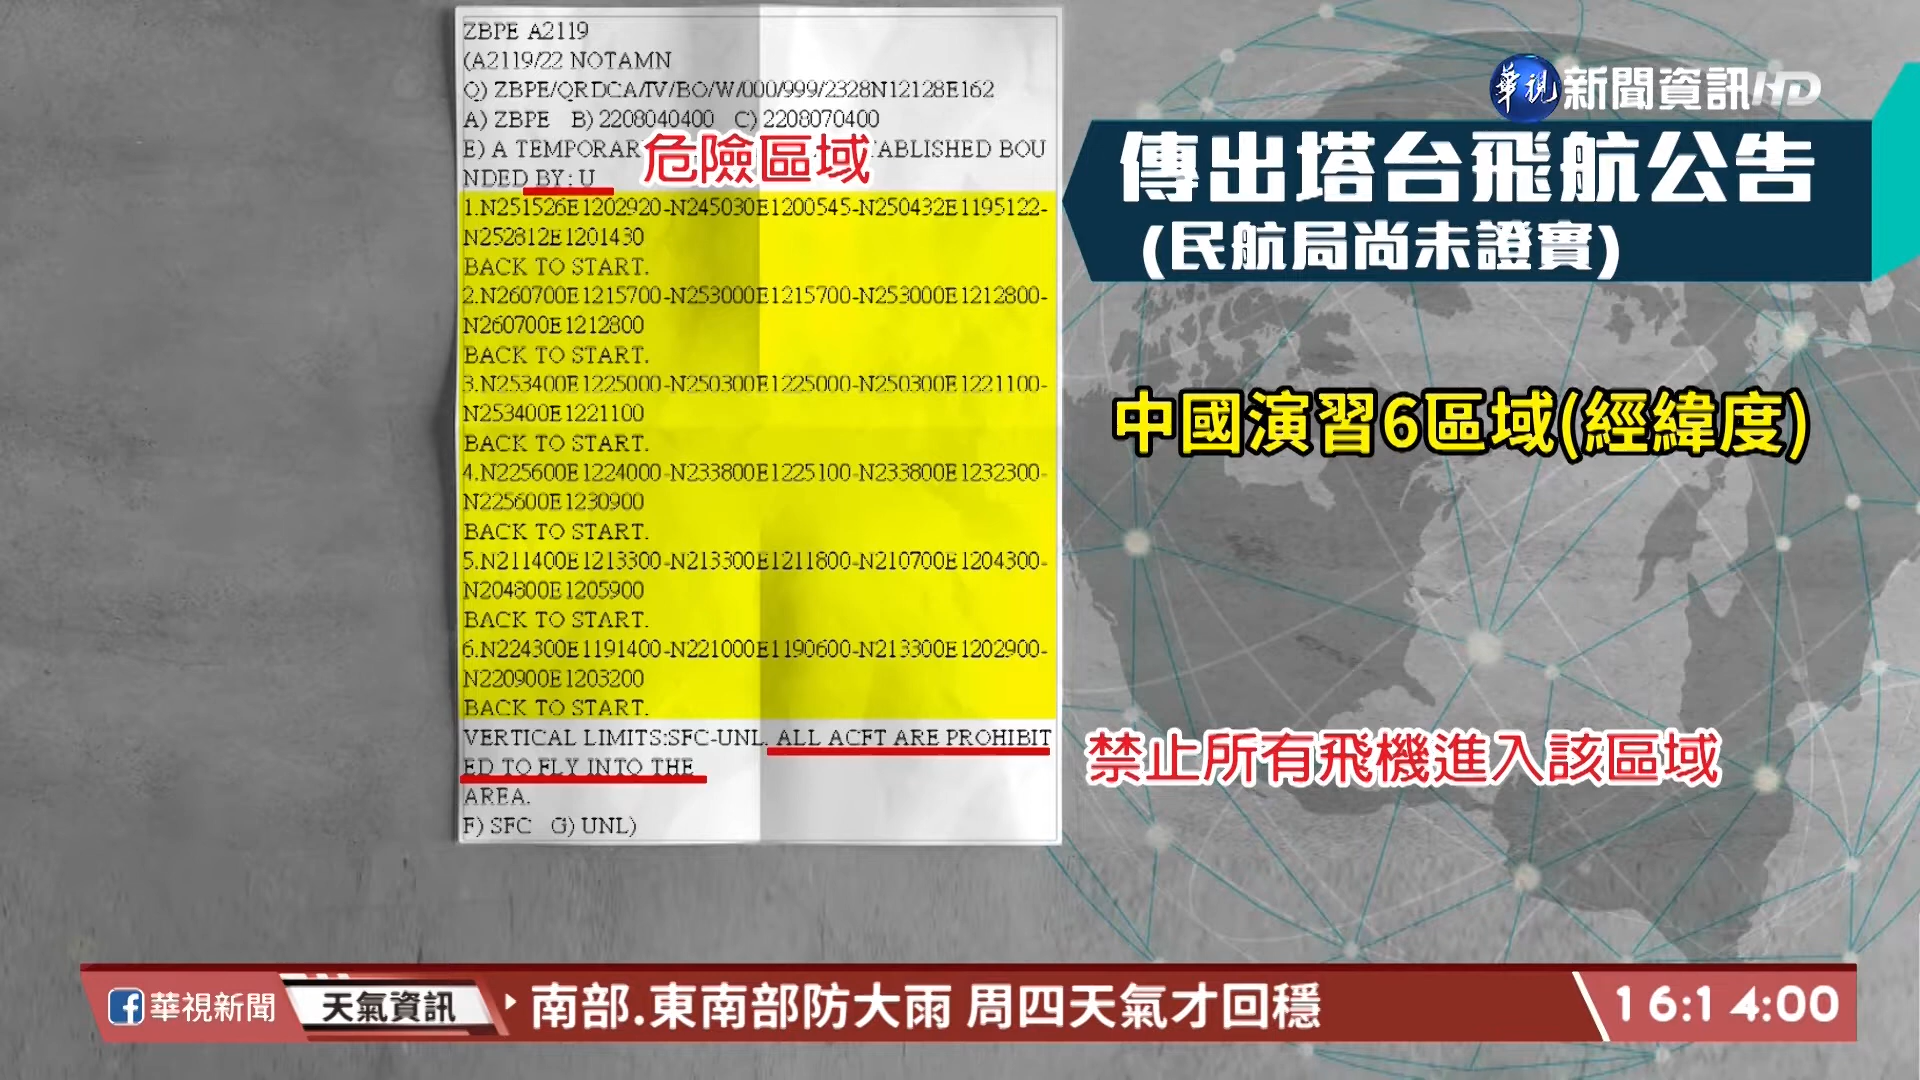 ZBPE A2119
(A2119/22 NOTAMN
Q) ZBPE/QRDCA/IV/BO/W/000/999/2328N12128E162
A) ZBPE B) 2208040400 C) 2208070400
E) A TEMPORAR 危險區域 TABLISHED BOU
NDED BY: U
1.N251526E1202920-N245030E1200545-N250432E1195122-
N252812E1201430
BACK TO START.
2.N260700E1215700-N253000E1215700-N253000E1212800-
N260700E1212800
BACK TO START.
3.N253400E1225000-N250300E1225000-N250300E1221100-
N253400E1221100
BACK TO START.
4.N225600E1224000-N233800E1225100-N233800E1232300-
N225600E1230900
BACK TO START.
5.N211400E1213300-N213300E1211800-N210700E1204300-
N204800E1205900
BACK TO START.
6.N224300E1191400-N221000E1190600-N213300E1202900-
N220900E1203200
BACK TO START.
VERTICAL LIMITS:SFC-UNL. ALL ACFT ARE PROHIBIT
ED TO FLY INTO THE
AREA.
F) SFC G) UNL)
華視 新聞資訊HD
傳出塔台飛航公告
(民航局尚未證實)
中國演習6區域(經緯度)
禁止所有飛機進入該區域
華視新聞 天氣資訊 南部.東南部防大雨 周四天氣才回穩 16:14:00